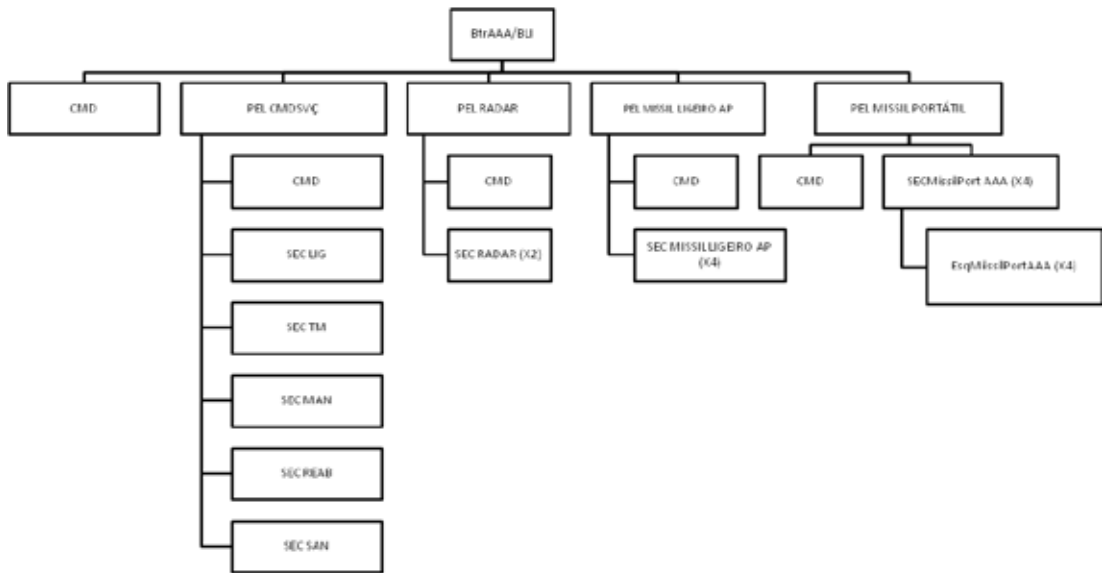 BtrAAA/BLI
CMD
PEL CMDSVÇ
PEL RADAR
PEL MISSIL LIGEIRO AP
PEL MISSIL PORTÁTIL
CMD
CMD
CMD
CMD
SECMissilPort AAA (X4)
SEC LIG
SEC RADAR (X2)
SEC MISSIL LIGEIRO AP
(X4)
EsqMissilPortAAA (X4)
SEC TM
SEC MAN
SEC REAB
SEC SAN